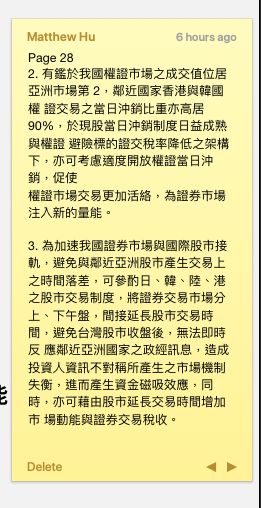 Matthew Hu
6 hours ago
Page 28
2. 有鑑於我國權證市場之成交值位居
亞洲市場第 2，鄰近國家香港與韓國
權 證交易之當日沖銷比重亦高居
90%，於現股當日沖銷制度日益成熟
與權證 避險標的證交稅率降低之架構
下，亦可考慮適度開放權證當日沖
銷，促使
權證市場交易更加活絡，為證券市場
注入新的量能。
3. 為加速我國證券市場與國際股市接
軌，避免與鄰近亞洲股市產生交易上
之時間落差，可參酌日、韓、陸、港
之股市交易制度，將證券交易市場分
上、下午盤，間接延長股市交易時
間，避免台灣股市收盤後，無法即時
反 應鄰近亞洲國家之政經訊息，造成
投資人資訊不對稱所產生之市場機制
失衡，進而產生資金磁吸效應，同
時，亦可藉由股市延長交易時間增加
市 場動能與證券交易稅收。
Delete